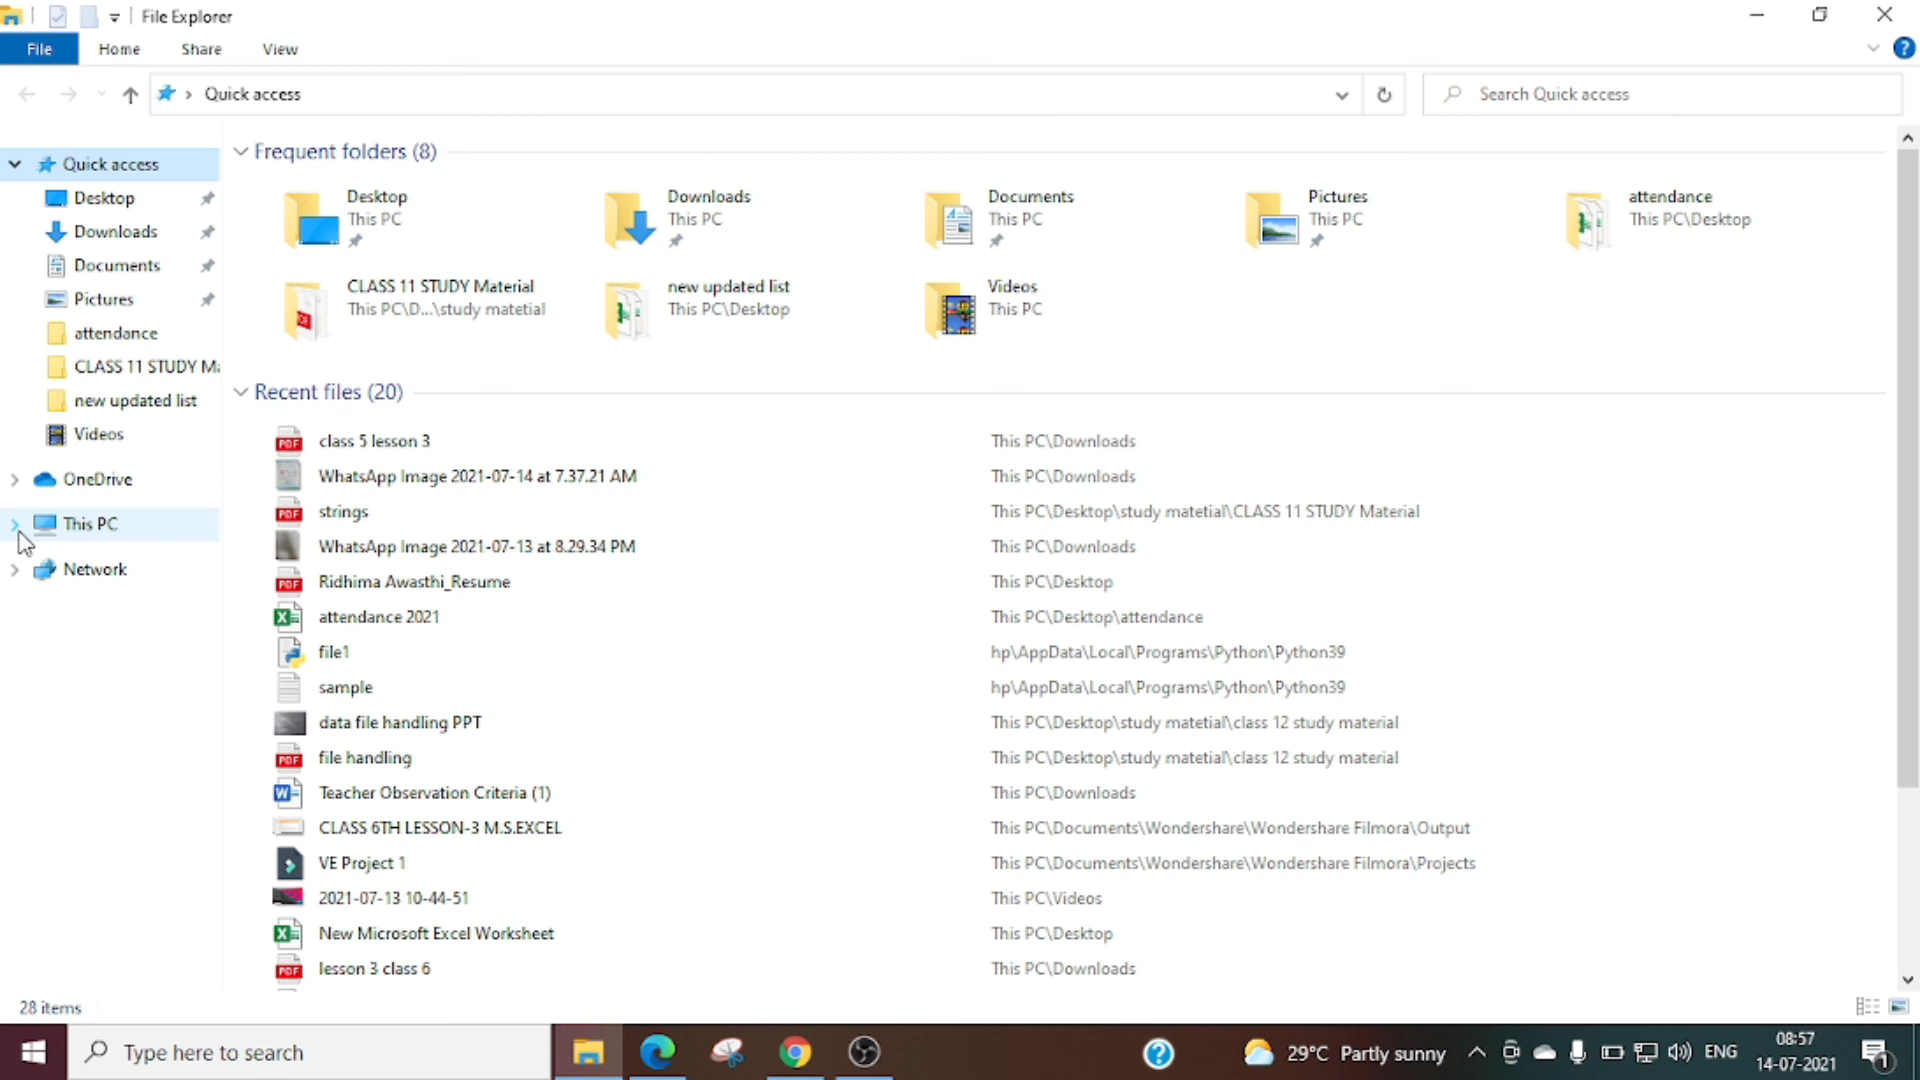 File Explorer
File Home Share View
Quick access Search Quick access
Quick access
Desktop
Downloads
Documents
Pictures
attendance
CLASS 11 STUDY Ma
new updated list
Videos
OneDrive
This PC
Network
Frequent folders (8)
Desktop
This PC
Downloads
This PC
Documents
This PC
Pictures
This PC
attendance
This PC\Desktop
CLASS 11 STUDY Material
This PC\D...\study matetial
new updated list
This PC\Desktop
Videos
This PC
Recent files (20)
class 5 lesson 3 This PC\Downloads
WhatsApp Image 2021-07-14 at 7.37.21 AM This PC\Downloads
strings This PC\Desktop\study matetial\CLASS 11 STUDY Material
WhatsApp Image 2021-07-13 at 8.29.34 PM This PC\Downloads
Ridhima Awasthi_Resume This PC\Desktop
attendance 2021 This PC\Desktop\attendance
file1 hp\AppData\Local\Programs\Python\Python39
sample hp\AppData\Local\Programs\Python\Python39
data file handling PPT This PC\Desktop\study matetial\class 12 study material
file handling This PC\Desktop\study matetial\class 12 study material
Teacher Observation Criteria (1) This PC\Downloads
CLASS 6TH LESSON-3 M.S.EXCEL This PC\Documents\Wondershare\Wondershare Filmora\Output
VE Project 1 This PC\Documents\Wondershare\Wondershare Filmora\Projects
2021-07-13 10-44-51 This PC\Videos
New Microsoft Excel Worksheet This PC\Desktop
lesson 3 class 6 This PC\Downloads
28 items
Type here to search 29°C Partly sunny ENG
08:57
14-07-2021
1